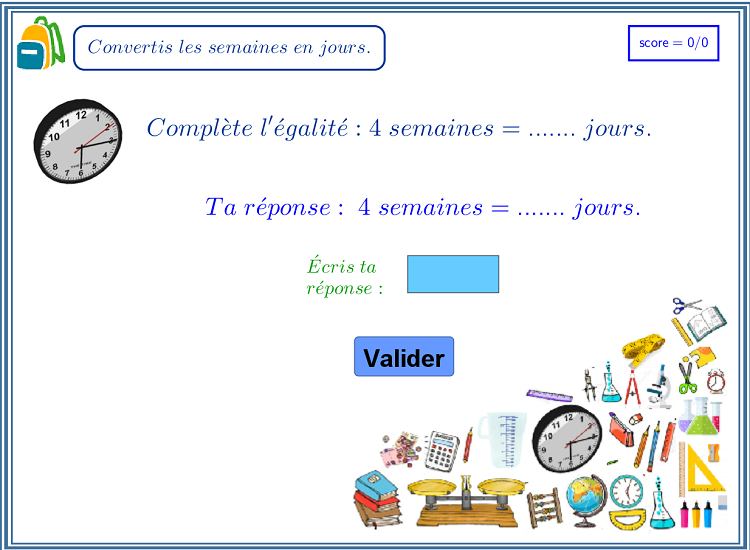 Convertis les semaines en jours.
score = 0/0
Complète l'égalité : 4 semaines = ....... jours.
Ta réponse : 4 semaines = ....... jours.
Écris ta
réponse :
Valider